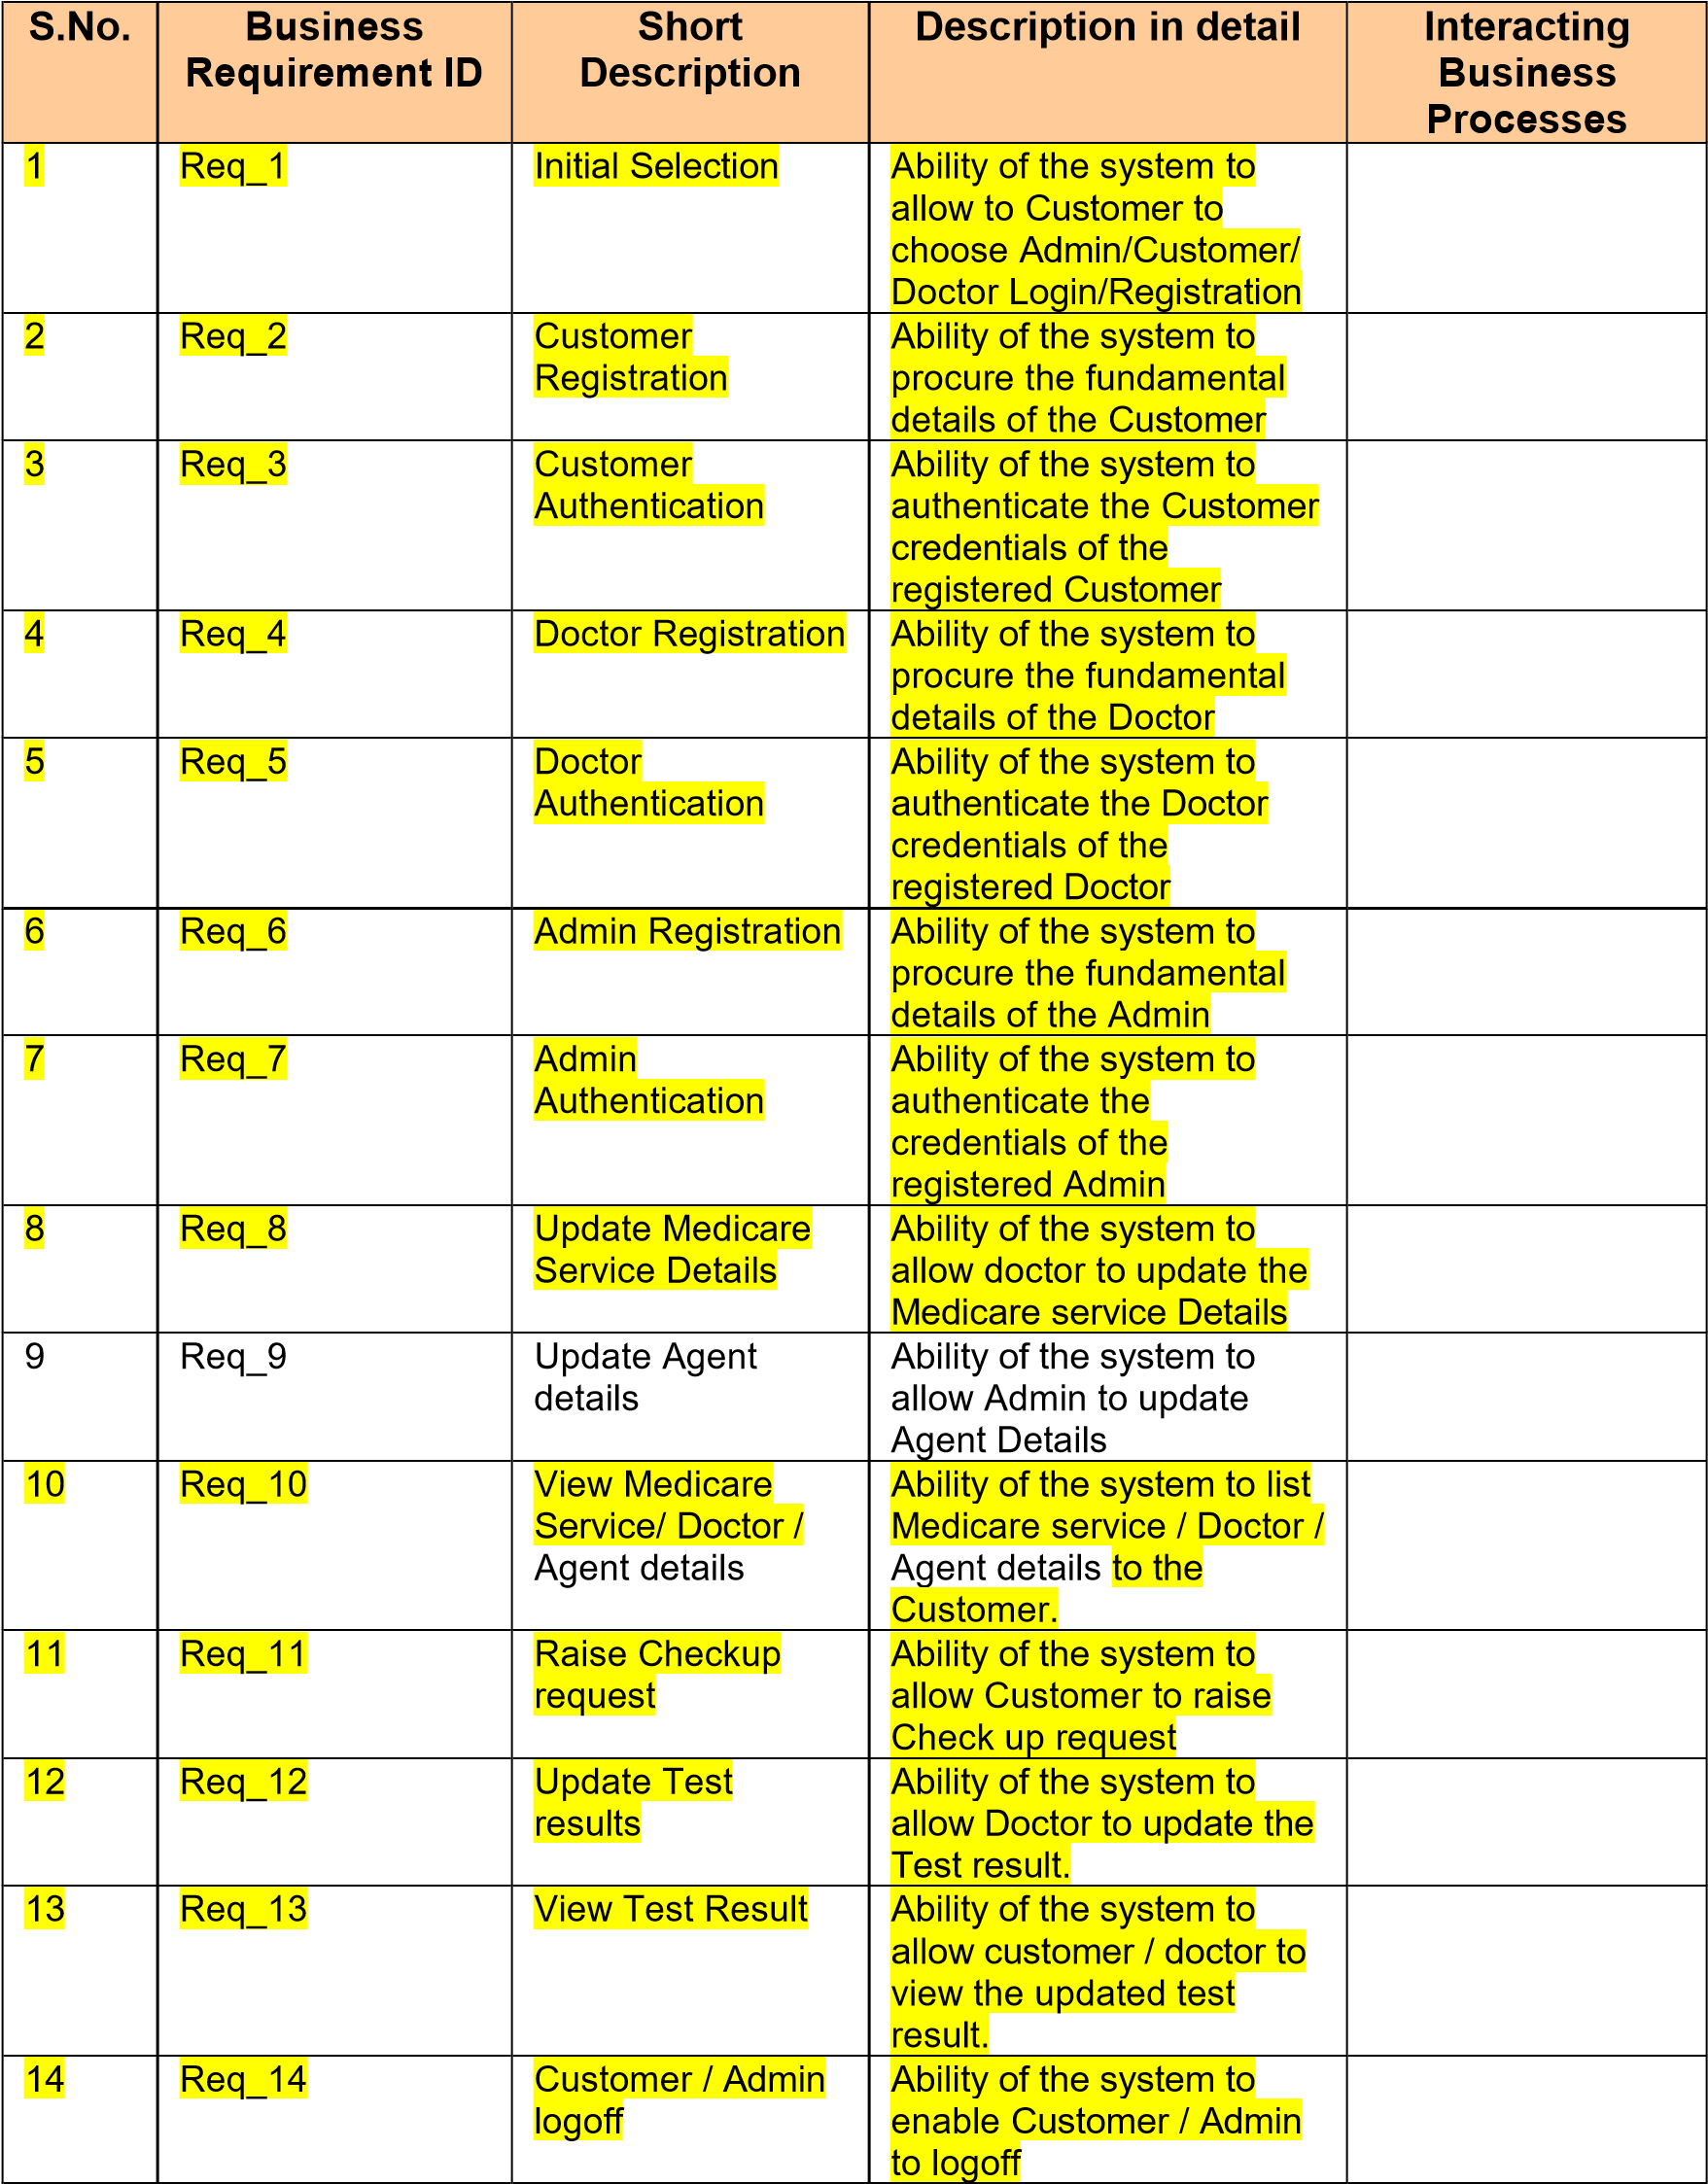 S.No.
Business
Requirement ID
Short
Description
Description in detail
Interacting
Business
Processes
1
Req_1
Initial Selection
Ability of the system to
allow to Customer to
choose Admin/Customer/
Doctor Login/Registration
2
Req_2
Customer
Registration
Ability of the system to
procure the fundamental
details of the Customer
3
Req_3
Customer
Authentication
Ability of the system to
authenticate the Customer
credentials of the
registered Customer
4
Req_4
Doctor Registration
Ability of the system to
procure the fundamental
details of the Doctor
5
Req_5
Doctor
Authentication
Ability of the system to
authenticate the Doctor
credentials of the
registered Doctor
6
Req_6
Admin Registration
Ability of the system to
procure the fundamental
details of the Admin
7
Req_7
Admin
Authentication
Ability of the system to
authenticate the
credentials of the
registered Admin
8
Req_8
Update Medicare
Service Details
Ability of the system to
allow doctor to update the
Medicare service Details
9
Req_9
Update Agent
details
Ability of the system to
allow Admin to update
Agent Details
10
Req_10
View Medicare
Service/ Doctor /
Agent details
Ability of the system to list
Medicare service / Doctor /
Agent details to the
Customer.
11
Req_11
Raise Checkup
request
Ability of the system to
allow Customer to raise
Check up request
12
Req_12
Update Test
results
Ability of the system to
allow Doctor to update the
Test result.
13
Req_13
View Test Result
Ability of the system to
allow customer / doctor to
view the updated test
result.
14
Req_14
Customer / Admin
logoff
Ability of the system to
enable Customer / Admin
to logoff